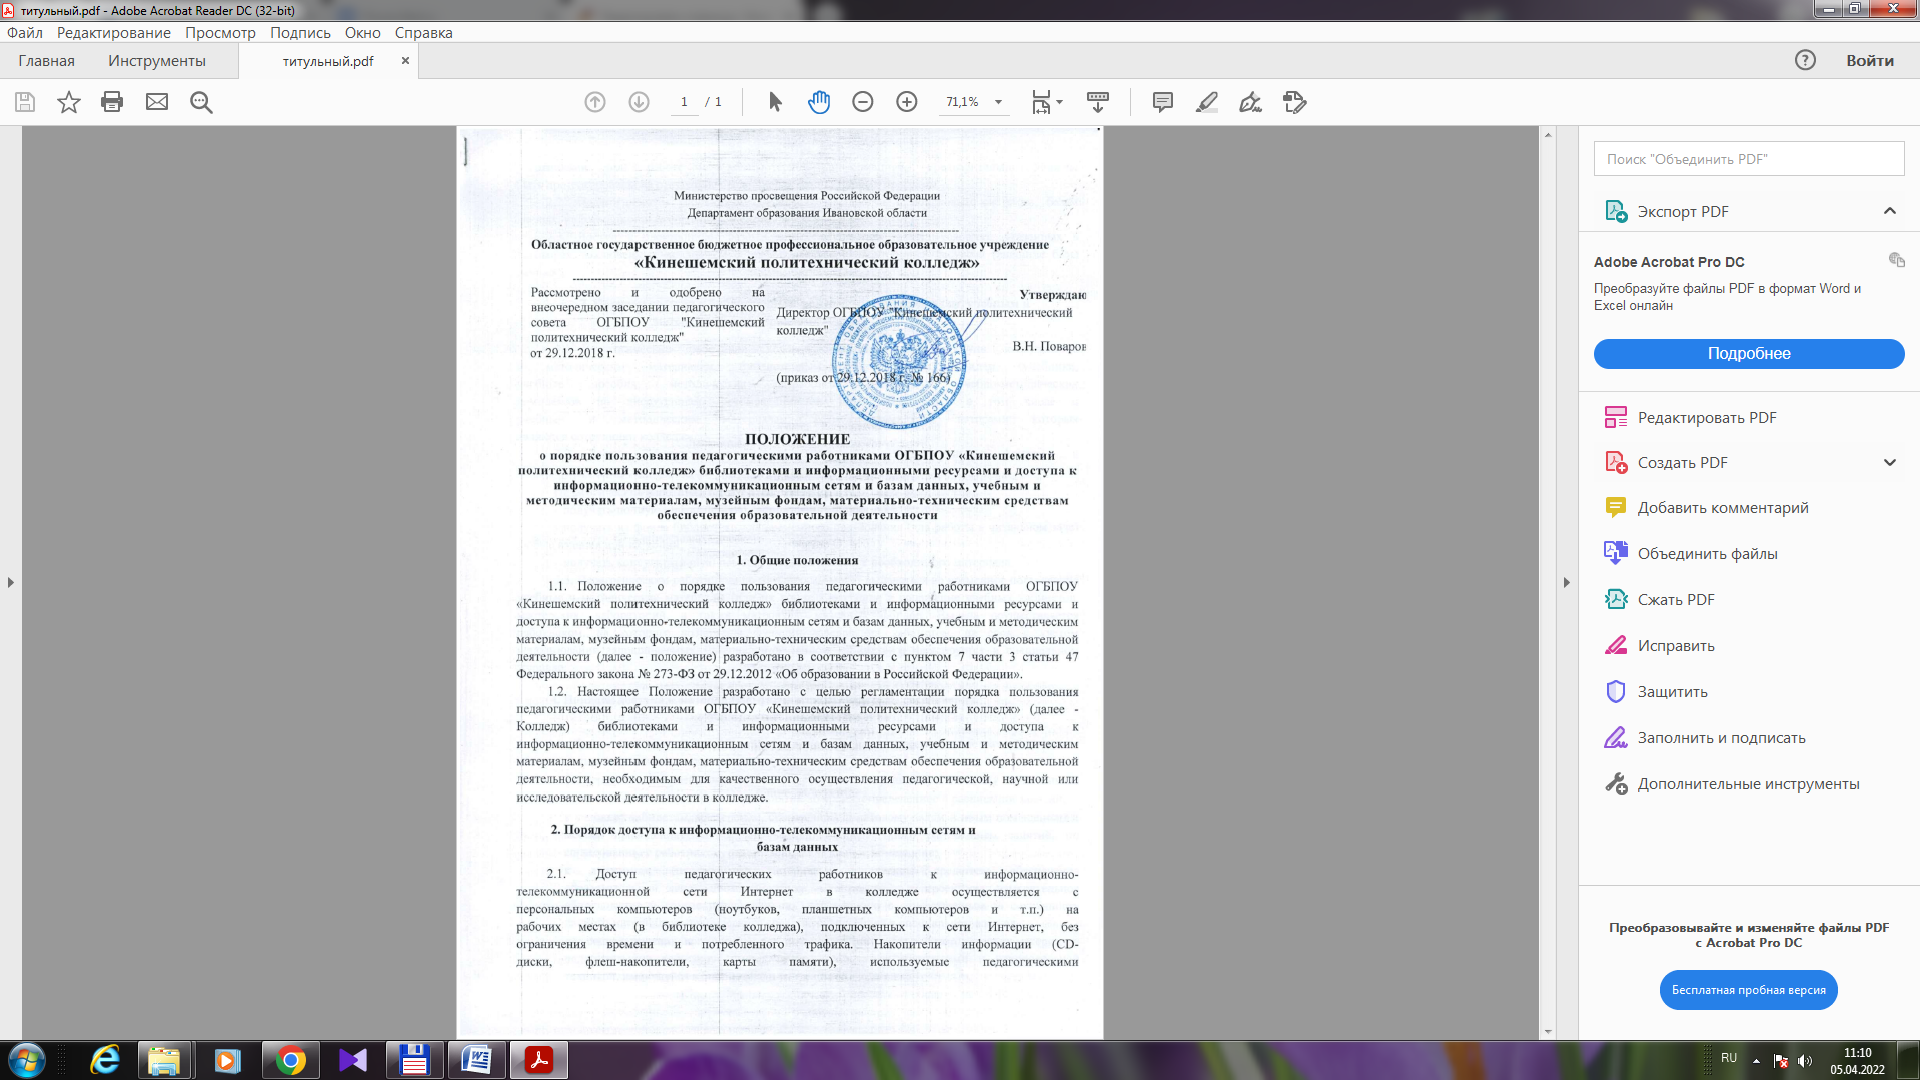 титульный.pdf - Adobe Acrobat Reader DC (32-bit)
Файл Редактирование Просмотр Подпись Окно Справка
Главная Инструменты титульный.pdf × Войти
1 / 1 71,1%
Министерство просвещения Российской Федерации
Департамент образования Ивановской области
Областное государственное бюджетное профессиональное образовательное учреждение
«Кинешемский политехнический колледж»
Рассмотрено и одобрено на
внеочередном заседании педагогического
совета ОГБПОУ "Кинешемский
политехнический колледж"
от 29.12.2018 г.
Утверждаю
Директор ОГБПОУ "Кинешемский политехнический
колледж"
В.Н. Поваров
(приказ от 29.12.2018 г. № 166)
ПОЛОЖЕНИЕ
о порядке пользования педагогическими работниками ОГБПОУ «Кинешемский
политехнический колледж» библиотеками и информационными ресурсами и доступа к
информационно-телекоммуникационным сетям и базам данных, учебным и
методическим материалам, музейным фондам, материально-техническим средствам
обеспечения образовательной деятельности
1. Общие положения
1.1. Положение о порядке пользования педагогическими работниками ОГБПОУ
«Кинешемский политехнический колледж» библиотеками и информационными ресурсами и
доступа к информационно-телекоммуникационным сетям и базам данных, учебным и методическим
материалам, музейным фондам, материально-техническим средствам обеспечения образовательной
деятельности (далее - положение) разработано в соответствии с пунктом 7 части 3 статьи 47
Федерального закона № 273-ФЗ от 29.12.2012 «Об образовании в Российской Федерации».
1.2. Настоящее Положение разработано с целью регламентации порядка пользования
педагогическими работниками ОГБПОУ «Кинешемский политехнический колледж» (далее -
Колледж) библиотеками и информационными ресурсами и доступа к
информационно-телекоммуникационным сетям и базам данных, учебным и методическим
материалам, музейным фондам, материально-техническим средствам обеспечения образовательной
деятельности, необходимым для качественного осуществления педагогической, научной или
исследовательской деятельности в колледже.
2. Порядок доступа к информационно-телекоммуникационным сетям и
базам данных
2.1. Доступ педагогических работников к информационно-
телекоммуникационной сети Интернет в колледже осуществляется с
персональных компьютеров (ноутбуков, планшетных компьютеров и т.п.) на
рабочих местах (в библиотеке колледжа), подключенных к сети Интернет, без
ограничения времени и потребленного трафика. Накопители информации (CD-
диски, флеш-накопители, карты памяти), используемые педагогическими
Поиск "Объединить PDF"
Экспорт PDF
Adobe Acrobat Pro DC
Преобразуйте файлы PDF в формат Word и
Excel онлайн
Подробнее
Редактировать PDF
Создать PDF
Добавить комментарий
Объединить файлы
Сжать PDF
Исправить
Защитить
Заполнить и подписать
Дополнительные инструменты
Преобразовывайте и изменяйте файлы PDF
с Acrobat Pro DC
Бесплатная пробная версия
RU
11:10
05.04.2022